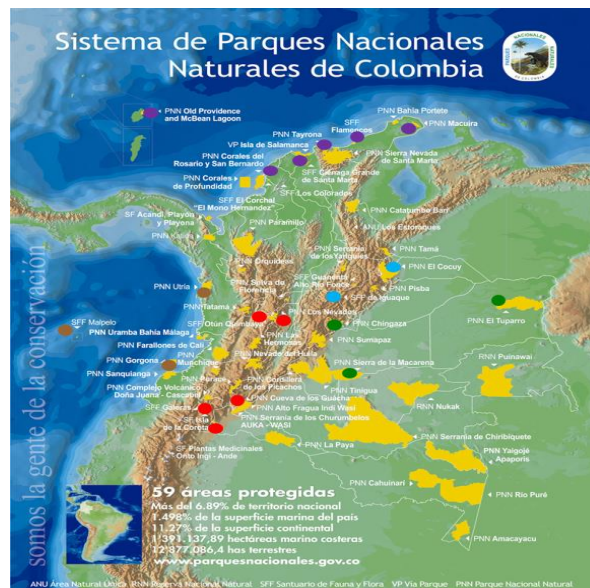 Sistema de Parques Nacionales
Naturales de Colombia
PARQUES NACIONALES NATURALES
DE COLOMBIA
PNN Old Providence
and McBean Lagoon
PNN Bahía Portete
SFF
Flamencos
PNN Macuira
PNN Tayrona
VP Isla de Salamanca
PNN Sierra Nevada
de Santa Marta
PNN Corales del
Rosario y San Bernardo
SFF Ciénaga Grande
de Santa Marta
PNN Corales
de Profundidad
SFF Los Colorados
SFF El Corchal
"El Mono Hernandez"
PNN Catatumbo Barí
SF Acandí, Playón
y Playona
PNN Paramillo
ANU Los Estoraques
PNN Katíos
PNN Serranía
de los Yariguíes
PNN Tamá
PNN Orquídeas
PNN El Cocuy
SFF Guanentá
Alto Río Fonce
PNN Utría
PNN Selva de
Florencia
PNN Pisba
SFF de Iguaque
PNN Tatamá
SFF Malpelo
SFF Otún Quimbaya
PNN Los Nevados
PNN Uramba Bahía Málaga
PNN Chingaza
PNN El Tuparro
PNN Farallones de Cali
PNN Las
Hermosas
PNN Sumapaz
PNN Gorgona
PNN
Munchique
PNN Nevado del Huila
RNN Puinawai
PNN Sanquianga
PNN Sierra de la Macarena
PNN Puracé
PNN Cordillera
de los Picachos
PNN Tinigua
PNN Complejo Volcánico
Doña Juana - Cascabel
PNN Cueva de los Guácharos
RNN Nukak
SFF Galeras
PNN Alto Fragua Indi Wasi
PNN Serranía de los Churumbelos
AUKA - WASI
SFF Isla
de la Corota
PNN Serranía de Chiribiquete
PNN La Paya
SF Plantas Medicinales
Orito Ingi - Ande
PNN Yaigojé
Apaporis
PNN Cahuinarí
PNN Río Puré
PNN Amacayacu
somos la gente de la conservación
59 áreas protegidas
Más del 6.89% de territorio nacional
1.498% de la superficie marina del país
11.27% de la superficie continental
1'391.137,89 hectáreas marino costeras
12'877.086,4 has terrestres
www.parquesnacionales.gov.co
ANU Área Natural Única RNN Reserva Nacional Natural SFF Santuario de Fauna y Flora VP Vía Parque PNN Parque Nacional Natural